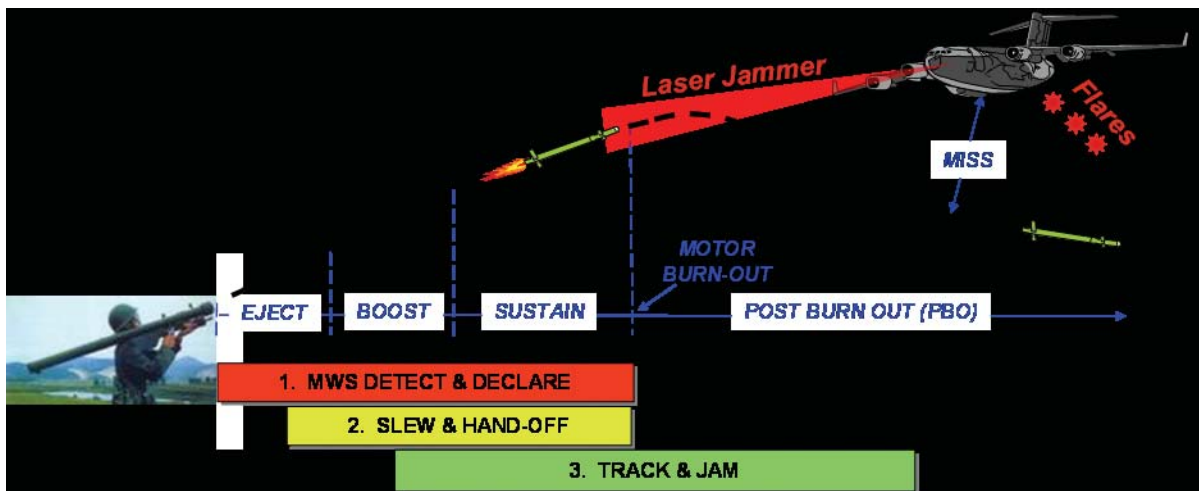 Laser Jammer
Flares
MISS
MOTOR
BURN-OUT
EJECT
BOOST
SUSTAIN
POST BURN OUT (PBO)
1. MWS DETECT & DECLARE
2. SLEW & HAND-OFF
3. TRACK & JAM